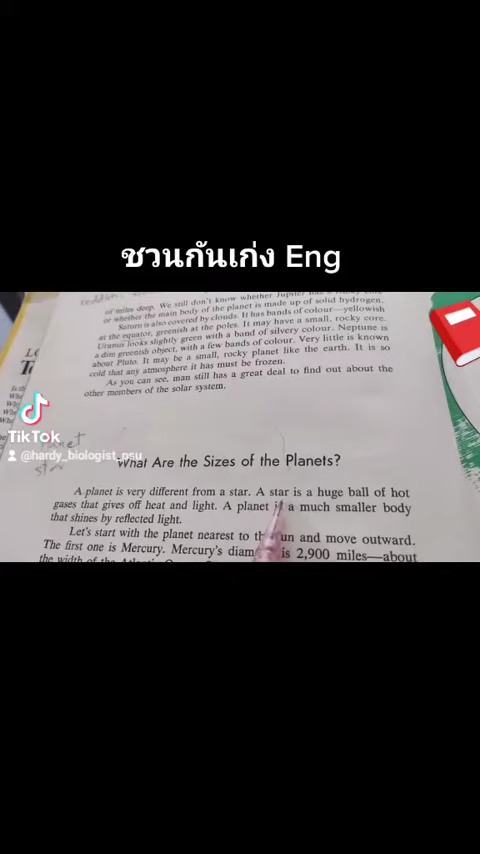 ชวนกันเก่ง Eng
of miles deep. We still don't know whether Jupiter has a rocky core
or whether the main body of the planet is made up of solid hydrogen.
Saturn is also covered by clouds. It has bands of colour—yellowish
at the equator, greenish at the poles. It may have a small, rocky core.
Uranus looks slightly green with a band of silvery colour. Neptune is
a dim greenish object, with a few bands of colour. Very little is known
about Pluto. It may be a small, rocky planet like the earth. It is so
cold that any atmosphere it has must be frozen.
As you can see, man still has a great deal to find out about the
other members of the solar system.
TikTok
@hardy_biologist_psu
What Are the Sizes of the Planets?
A planet is very different from a star. A star is a huge ball of hot
gases that gives off heat and light. A planet is a much smaller body
that shines by reflected light.
Let's start with the planet nearest to the sun and move outward.
The first one is Mercury. Mercury's diam is 2,900 miles—about
the width of the Atlantic